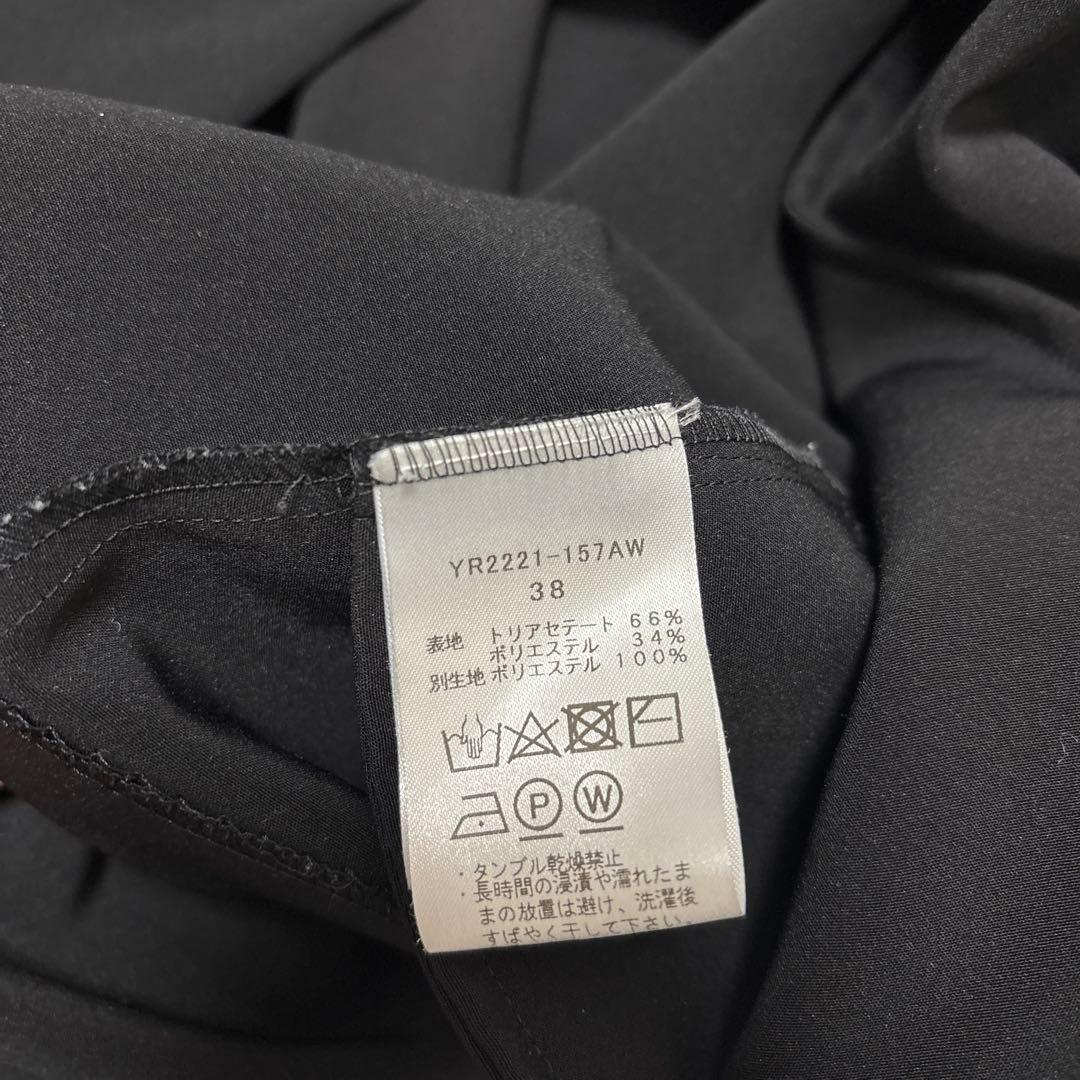 YR2221-157AW
38
表地 トリアセテート 66%
ポリエステル 34%
別生地 ポリエステル 100%
P W
・タンブル乾燥禁止
・長時間の浸漬や濡れたま
まの放置は避け、洗濯後
すばやく干して下さい。